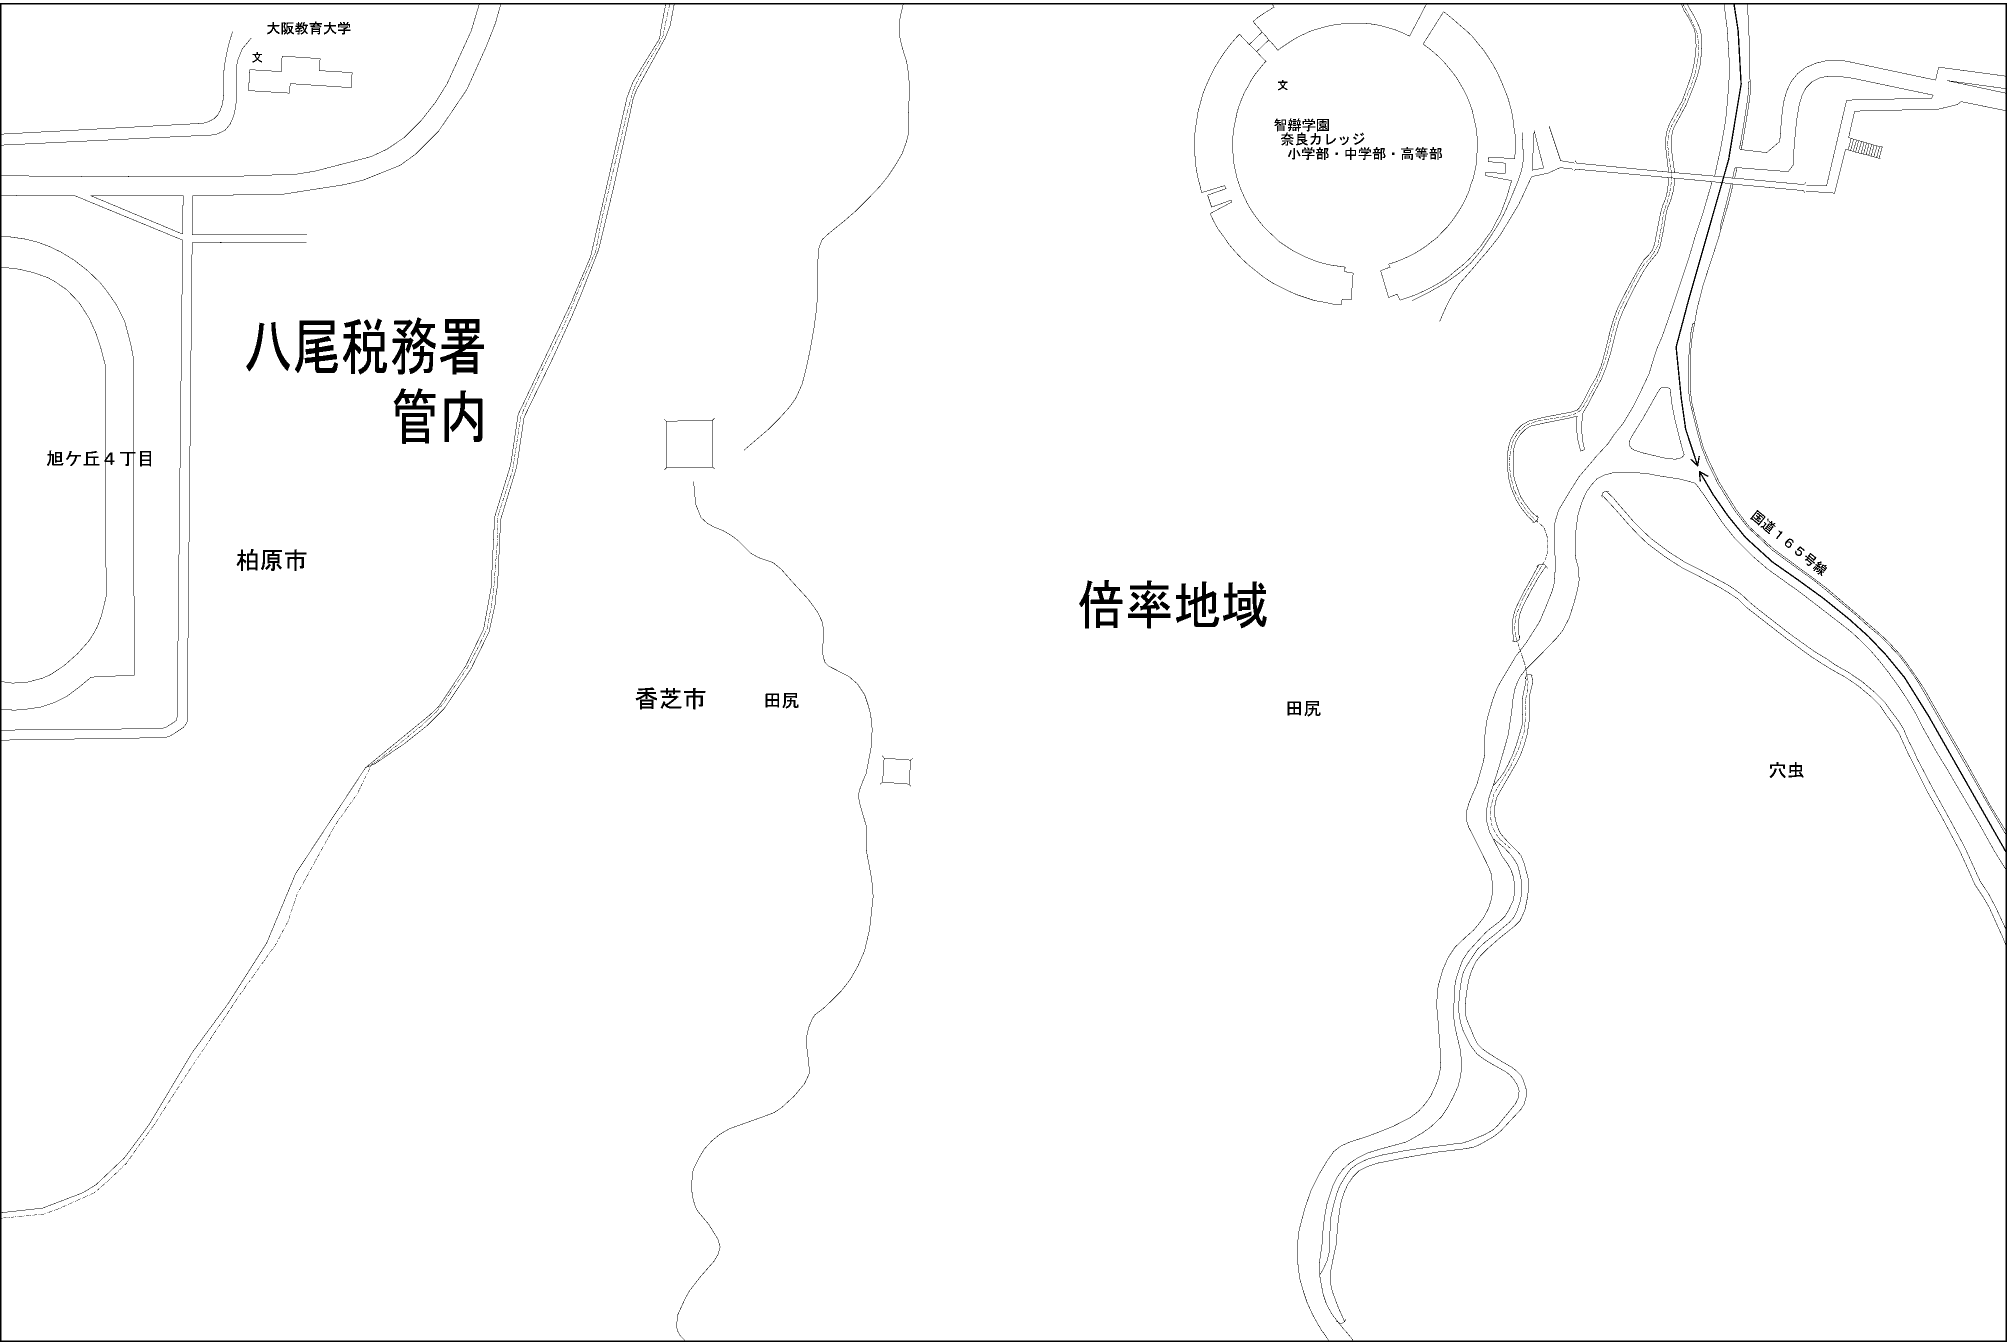 大阪教育大学
文
文
智辯学園
奈良カレッジ
小学部・中学部・高等部
八尾税務署
管内
旭ケ丘４丁目
国道１６５号線
柏原市
倍率地域
香芝市
田尻
田尻
穴虫